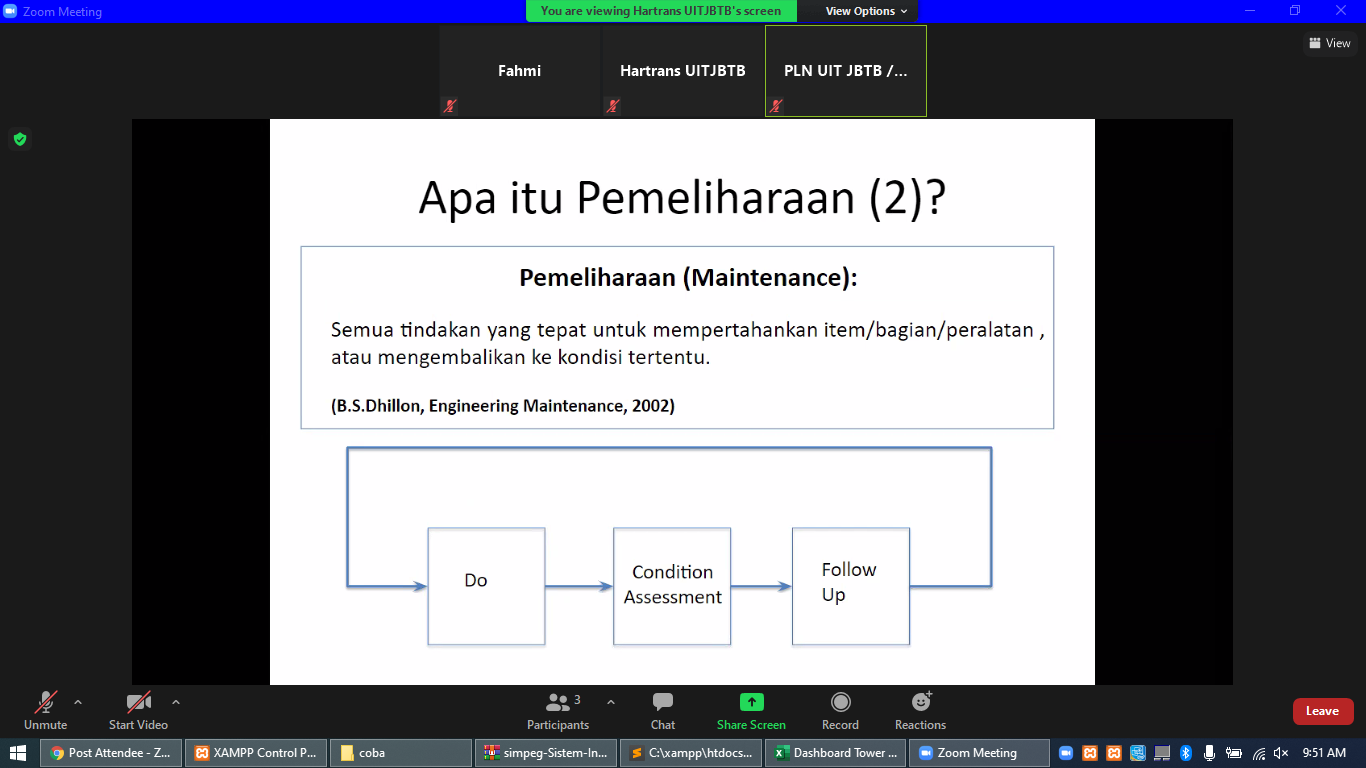 Zoom Meeting
You are viewing Hartrans UITJBTB's screen
View Options
View
Fahmi
Hartrans UITJBTB
PLN UIT JBTB /...
Apa itu Pemeliharaan (2)?
Pemeliharaan (Maintenance):
Semua tindakan yang tepat untuk mempertahankan item/bagian/peralatan ,
atau mengembalikan ke kondisi tertentu.
(B.S.Dhillon, Engineering Maintenance, 2002)
Do
Condition
Assessment
Follow
Up
Unmute
Start Video
3
Participants
Chat
Share Screen
Record
Reactions
Leave
Post Attendee - Z...
XAMPP Control P...
coba
simpeg-Sistem-In...
C:\xampp\htdocs...
Dashboard Tower ...
Zoom Meeting
9:51 AM